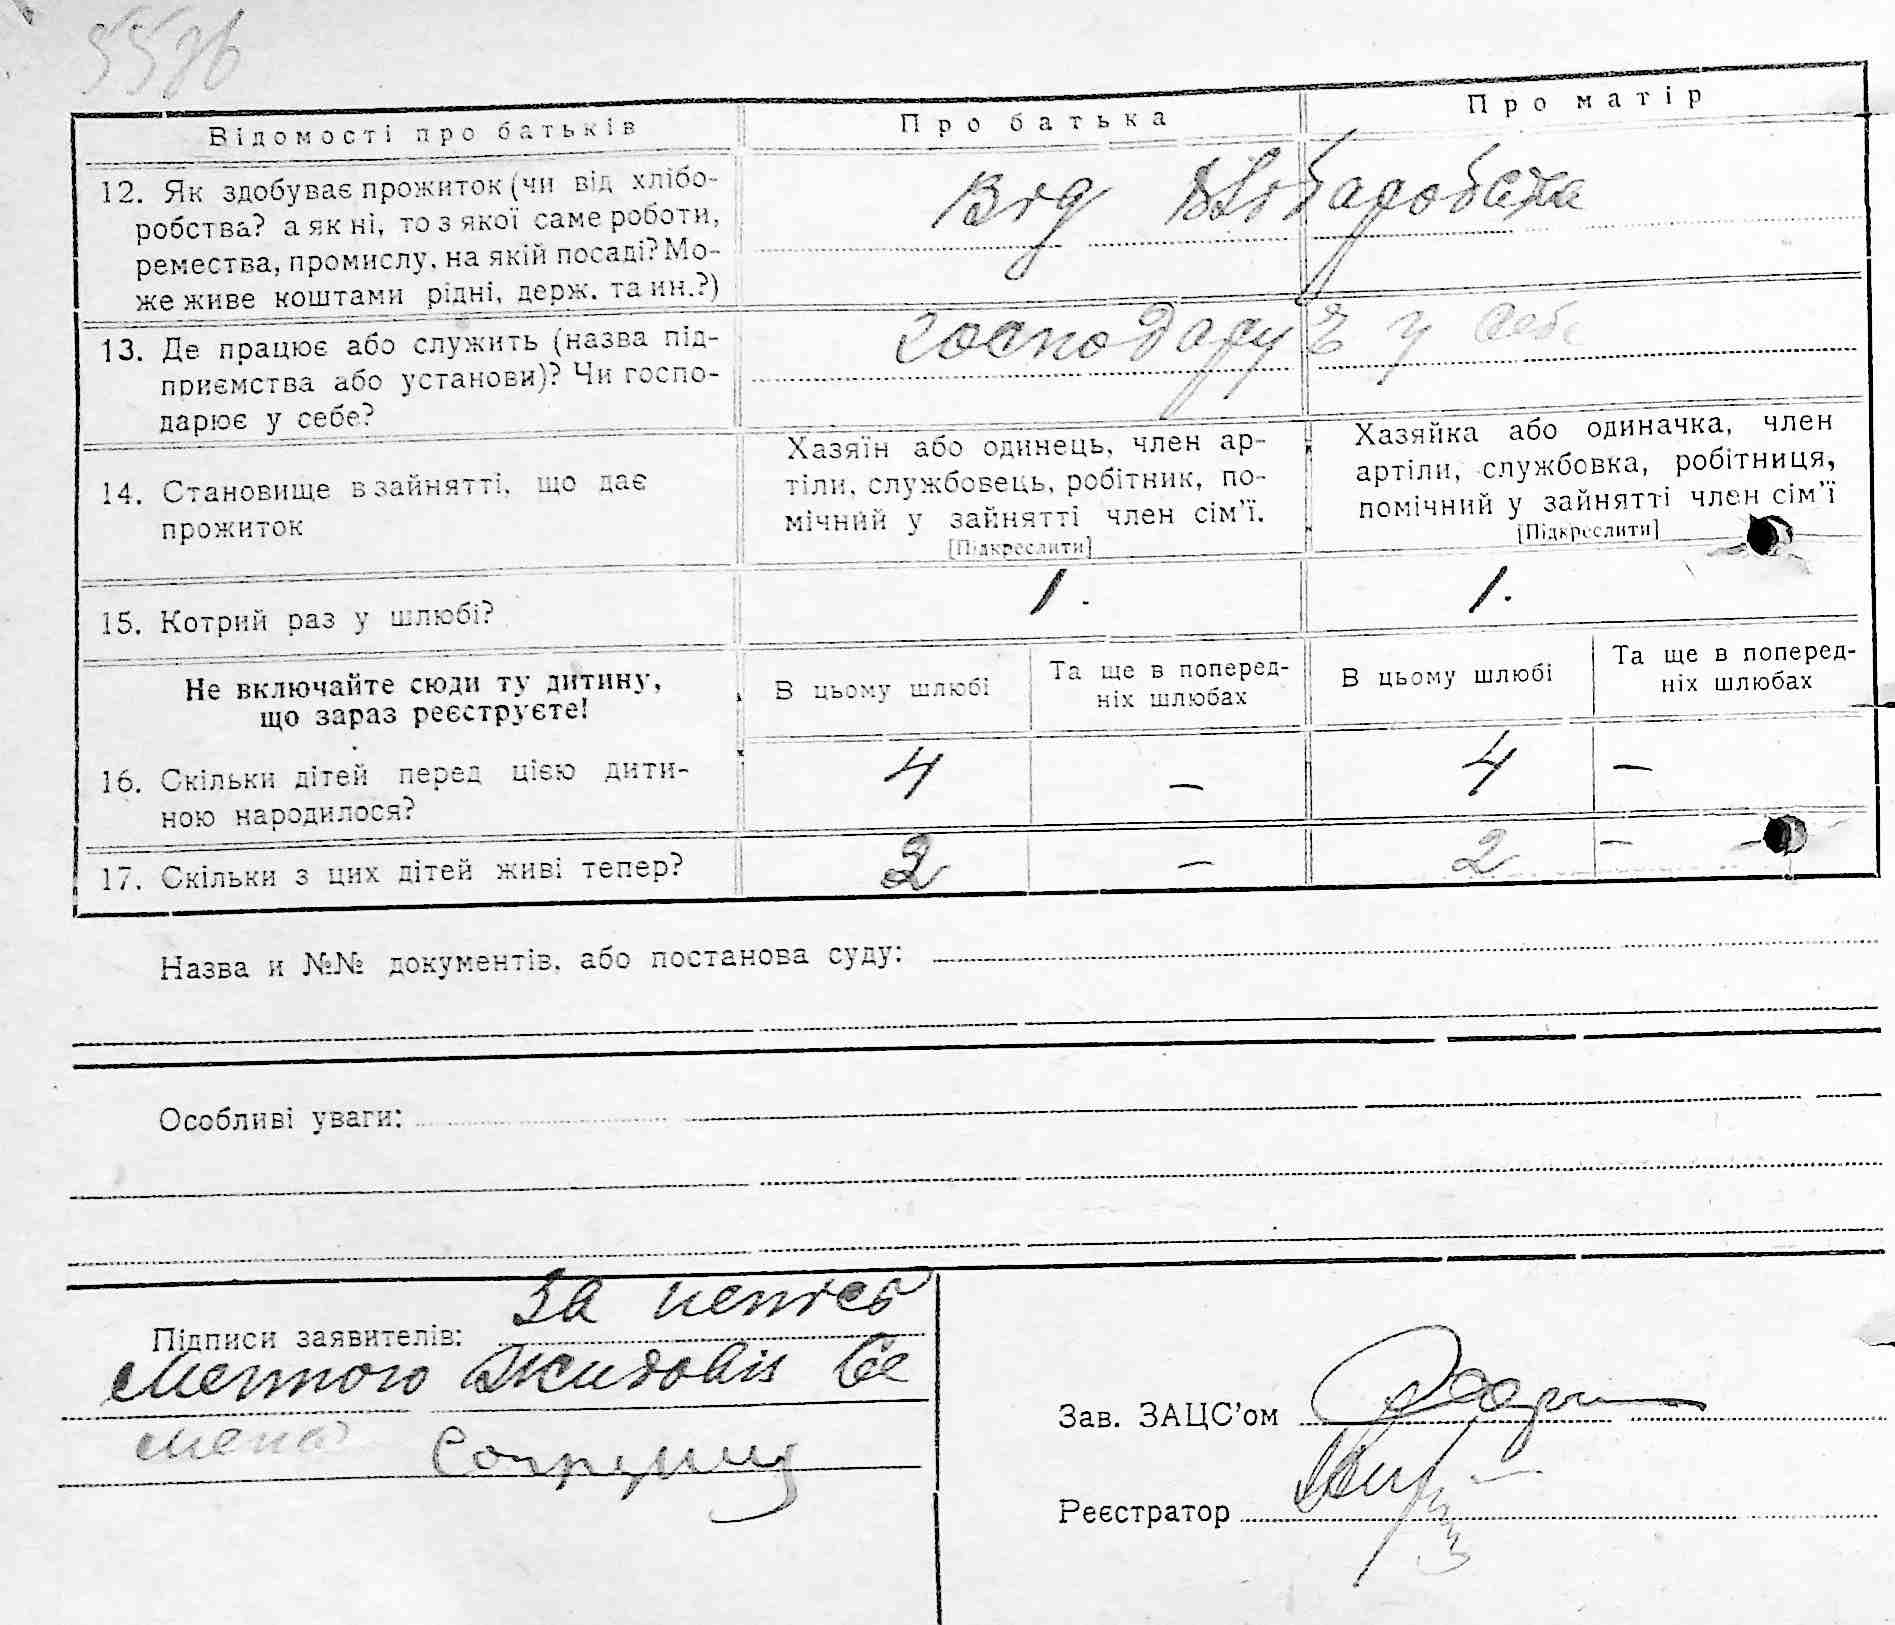 Відомості про батьків
Про батька
Про матір
12. Як здобуває прожиток (чи від хлібо-
робства? а як ні, то з якої саме роботи,
ремества, промислу, на якій посаді? Мо-
же живе коштами рідні, держ. та ин.?)
Від
13. Де працює або служить (назва під-
приємства або установи)? Чи госпо-
дарює у себе?
господарує у себе
14. Становище в зайнятті, що дає
прожиток
Хазяїн або одинець, член ар-
тіли, службовець, робітник, по-
мічний у зайнятті член сім'ї.
[Підкреслити]
Хазяйка або одиначка, член
артіли, службовка, робітниця,
помічний у зайнятті член сім'ї
[Підкреслити]
15. Котрий раз у шлюбі?
1.
1.
Не включайте сюди ту дитину,
що зараз реєструєте!
В цьому шлюбі
Та ще в поперед-
ніх шлюбах
В цьому шлюбі
Та ще в поперед-
ніх шлюбах
16. Скільки дітей перед цією дити-
ною народилося?
4
—
4
—
17. Скільки з цих дітей живі тепер?
2
—
2
—
Назва и №№ документів, або постанова суду:
Особливі уваги:
Підписи заявителів:
За
Зав. ЗАЦС'ом
Реєстратор